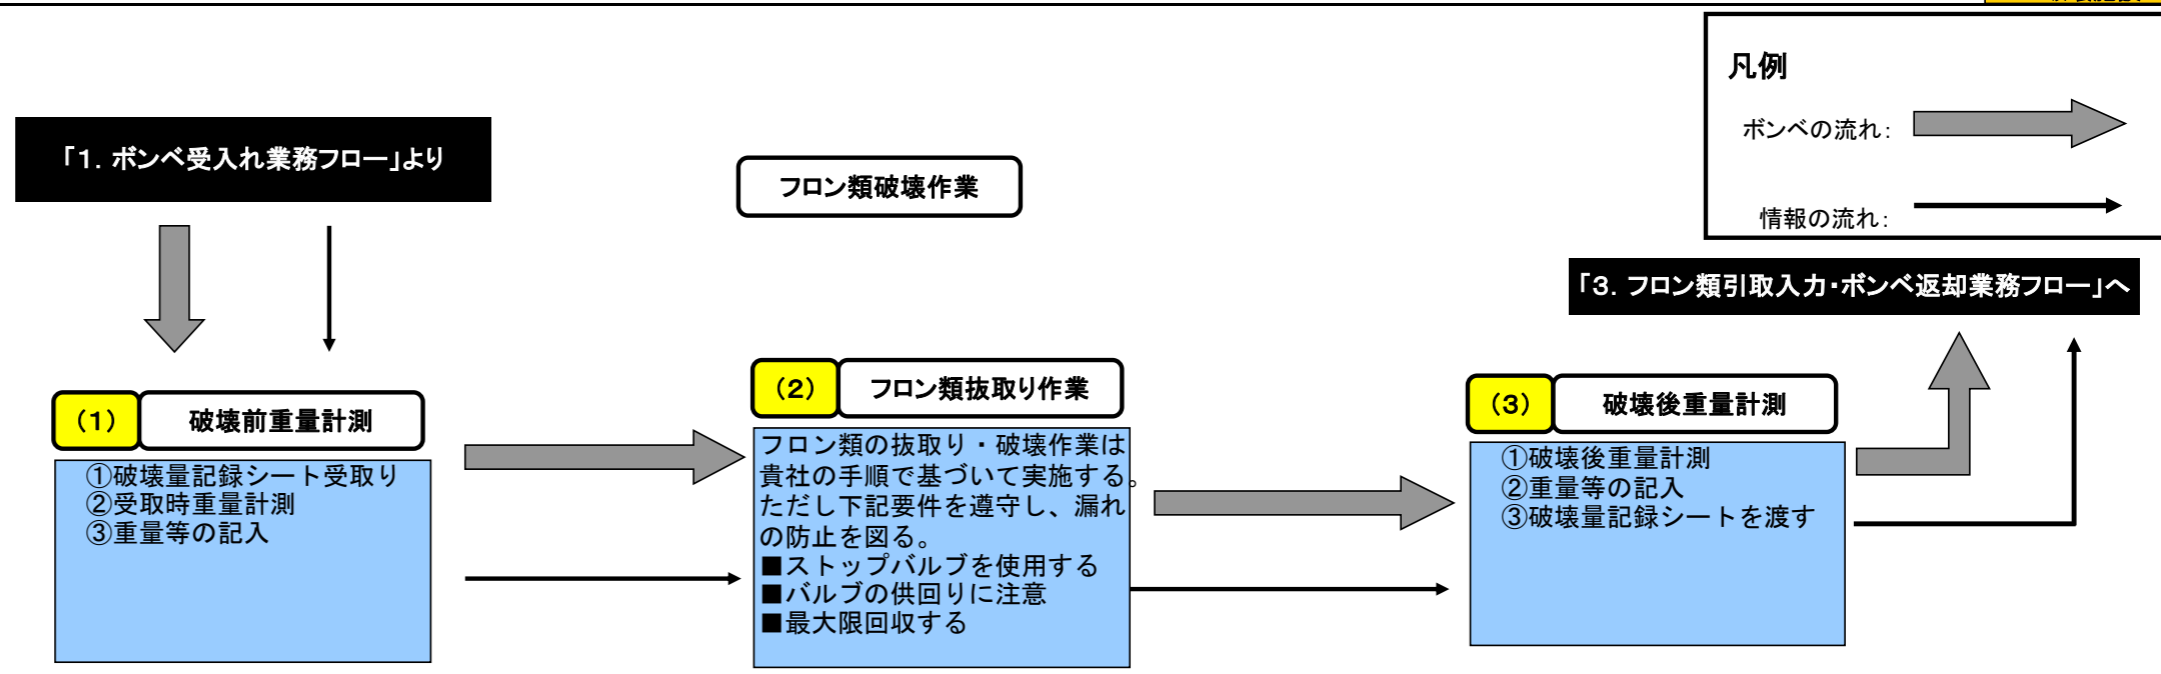 凡例
ボンベの流れ：
情報の流れ：
「1．ボンベ受入れ業務フロー」より
フロン類破壊作業
「3．フロン類引取入力・ボンベ返却業務フロー」へ
（1） 破壊前重量計測
①破壊量記録シート受取り
②受取時重量計測
③重量等の記入
（2） フロン類抜取り作業
フロン類の抜取り・破壊作業は
貴社の手順で基づいて実施する。
ただし下記要件を遵守し、漏れ
の防止を図る。
■ストップバルブを使用する
■バルブの供回りに注意
■最大限回収する
（3） 破壊後重量計測
①破壊後重量計測
②重量等の記入
③破壊量記録シートを渡す